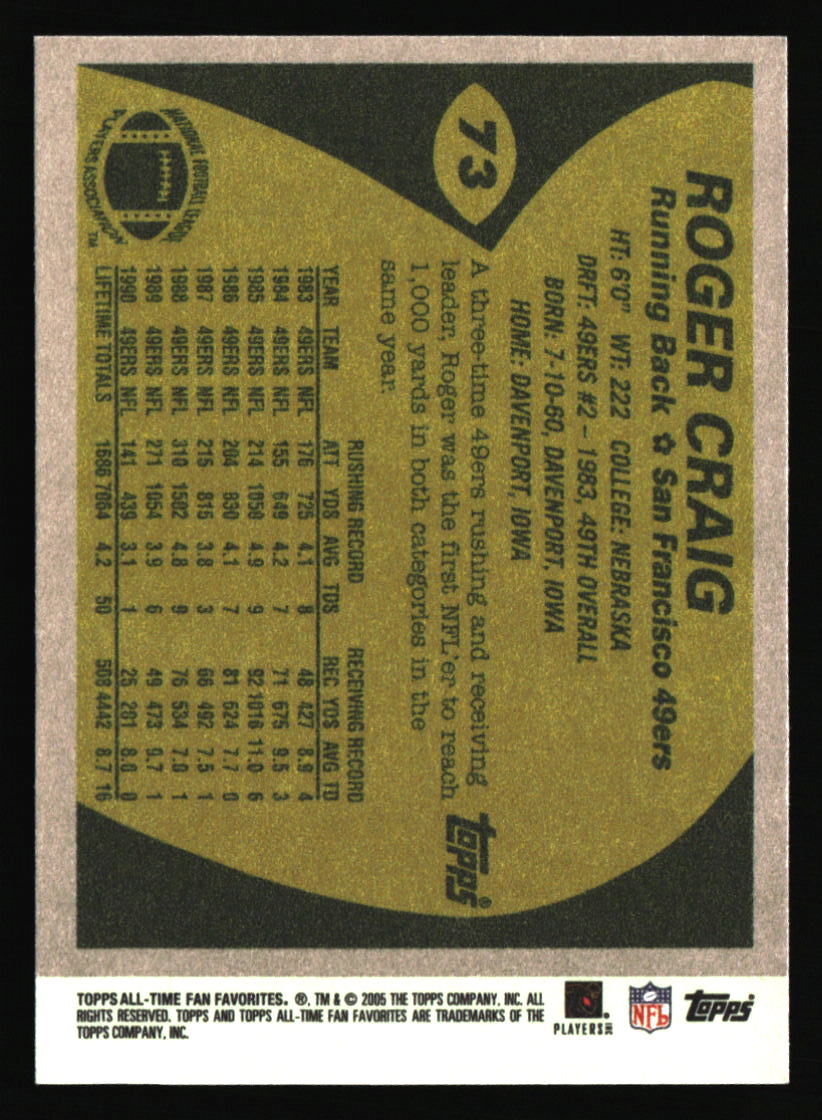 73
ROGER CRAIG
Running Back ✿ San Francisco 49ers
HT: 6'0" WT: 222 COLLEGE: NEBRASKA
DRFT: 49ERS #2 – 1983, 49TH OVERALL
BORN: 7-10-60, DAVENPORT, IOWA
HOME: DAVENPORT, IOWA
A three-time 49ers rushing and receiving
leader, Roger was the first NFL'er to reach
1,000 yards in both categories in the
same year.
topps®
RUSHING RECORD RECEIVING RECORD
YEAR TEAM ATT YDS AVG TDS REC YDS AVG TD
1983 49ERS NFL 176 725 4.1 8 48 427 8.9 4
1984 49ERS NFL 155 649 4.2 7 71 675 9.5 3
1985 49ERS NFL 214 1050 4.9 9 92 1016 11.0 6
1986 49ERS NFL 204 830 4.1 7 81 624 7.7 0
1987 49ERS NFL 215 815 3.8 3 66 492 7.5 1
1988 49ERS NFL 310 1502 4.8 9 76 534 7.0 1
1989 49ERS NFL 271 1054 3.9 6 49 473 9.7 1
1990 49ERS NFL 141 439 3.1 1 25 201 8.0 0
LIFETIME TOTALS 1686 7064 4.2 50 508 4442 8.7 16
NATIONAL FOOTBALL LEAGUE
PLAYERS ASSOCIATION
TM
TOPPS ALL-TIME FAN FAVORITES. ®, TM & © 2005 THE TOPPS COMPANY, INC. ALL
RIGHTS RESERVED. TOPPS AND TOPPS ALL-TIME FAN FAVORITES ARE TRADEMARKS OF THE
TOPPS COMPANY, INC.
PLAYERS INC
NFL
topps